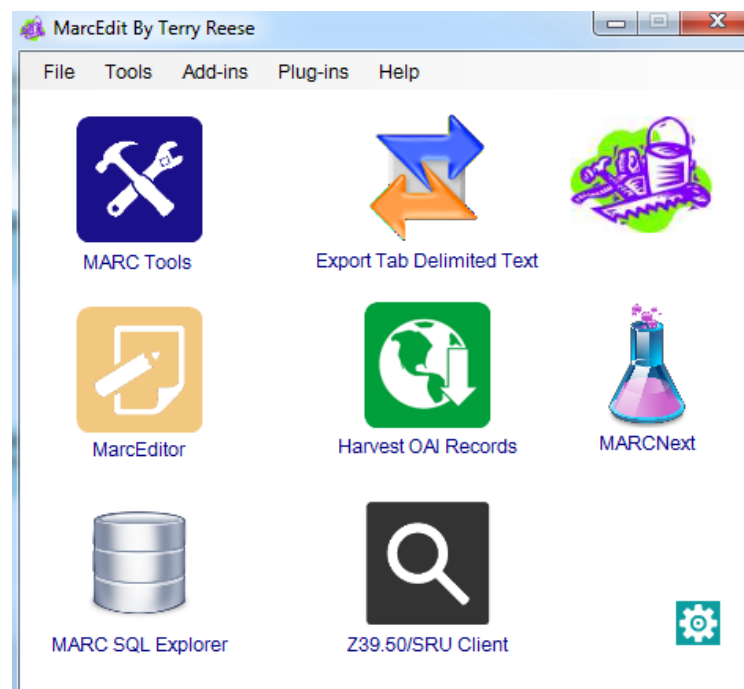 MarcEdit By Terry Reese
File Tools Add-ins Plug-ins Help
MARC Tools
Export Tab Delimited Text
MarcEditor
Harvest OAI Records
MARCNext
MARC SQL Explorer
Z39.50/SRU Client